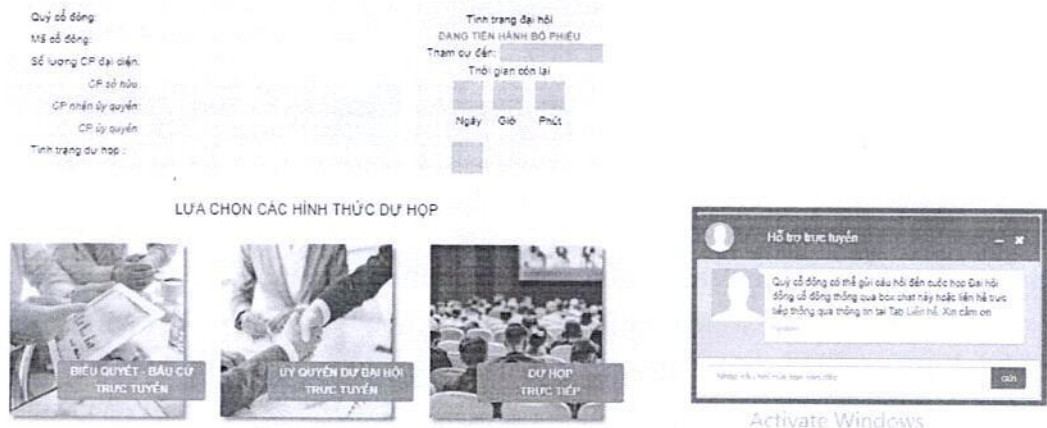 Quý cổ đông:
Mã cổ đông:
Số lượng CP đại diện:
CP sở hữu:
CP nhận ủy quyền:
CP ủy quyền:
Tình trạng dự họp :
Tình trạng đại hội
ĐANG TIẾN HÀNH BỎ PHIẾU
Tham dự đến:
Thời gian còn lại
Ngày Giờ Phút
LỰA CHỌN CÁC HÌNH THỨC DỰ HỌP
BIỂU QUYẾT - BẦU CỬ
TRỰC TUYẾN
ỦY QUYỀN DỰ ĐẠI HỘI
TRỰC TUYẾN
DỰ HỌP
TRỰC TIẾP
Hỗ trợ trực tuyến
Quý cổ đông có thể gửi câu hỏi đến cuộc họp Đại hội
đồng cổ đông thông qua box chat này hoặc liên hệ trực
tiếp thông qua thông tin tại Tab Liên hệ. Xin cảm ơn
Gửi
Activate Windows